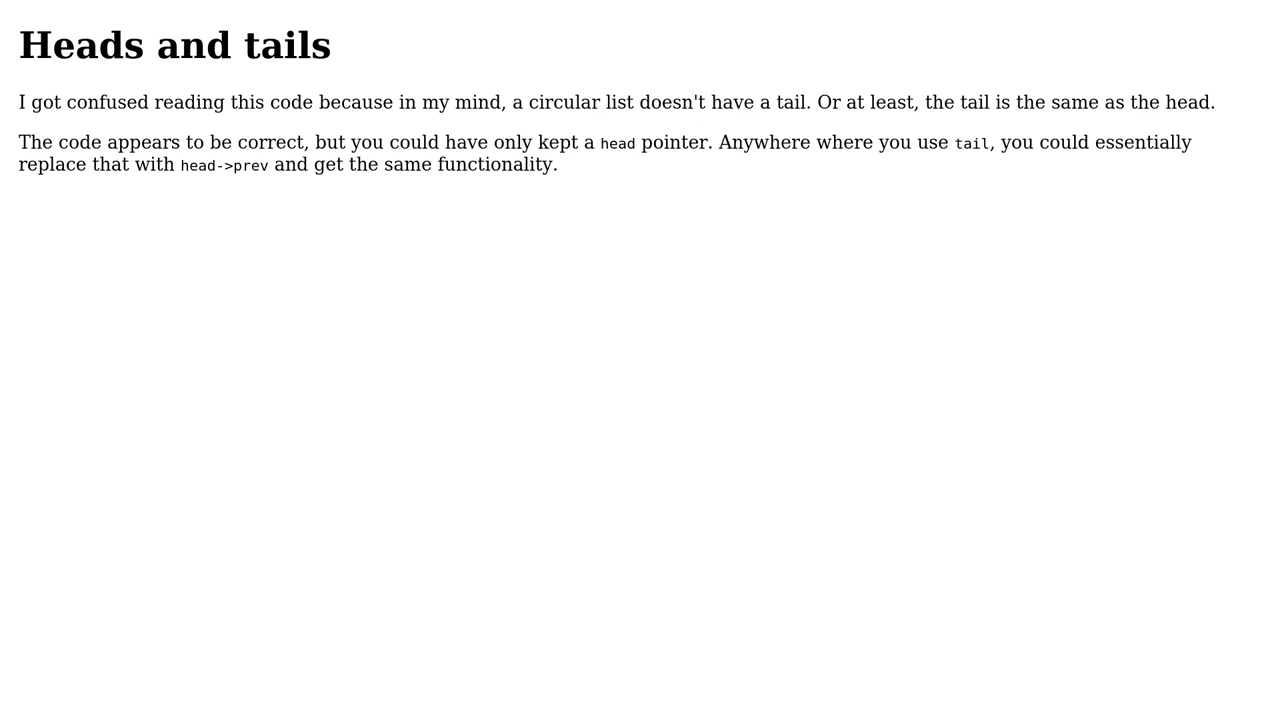 Heads and tails
I got confused reading this code because in my mind, a circular list doesn't have a tail. Or at least, the tail is the same as the head.
The code appears to be correct, but you could have only kept a head pointer. Anywhere where you use tail, you could essentially
replace that with head->prev and get the same functionality.